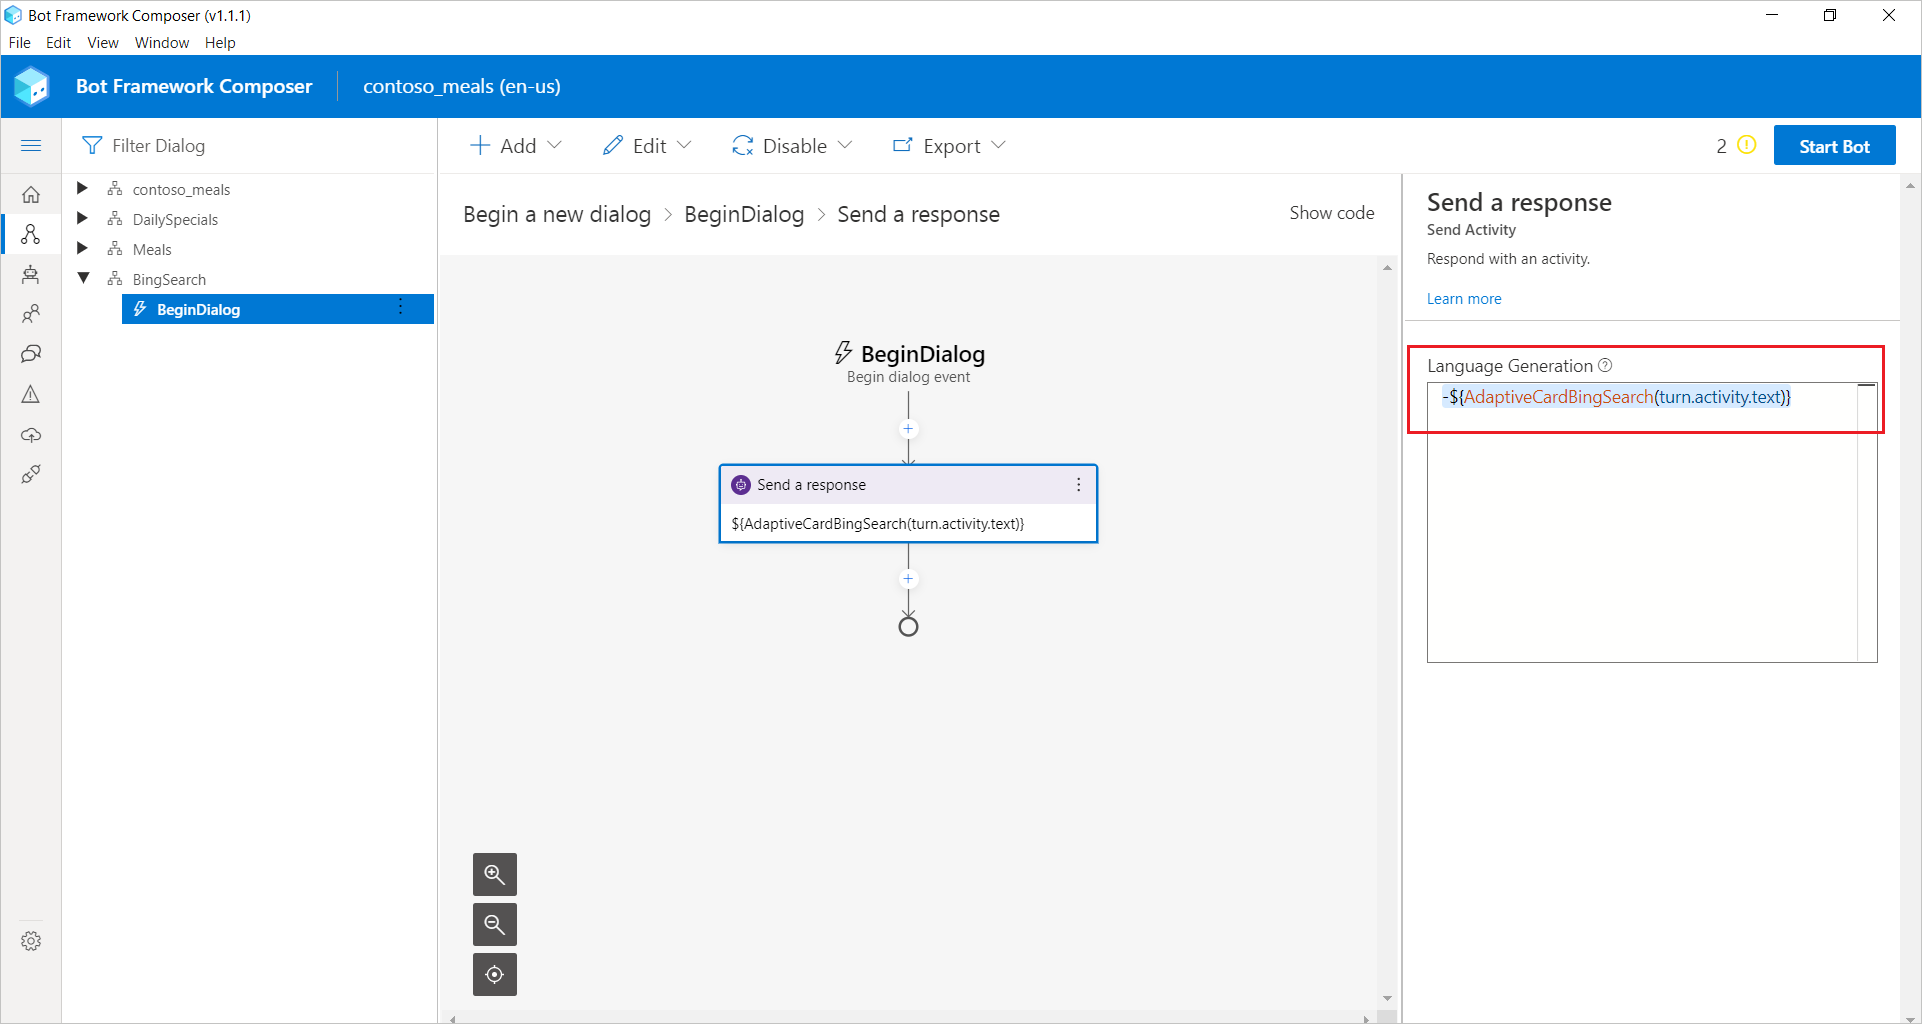 Bot Framework Composer (v1.1.1)
File Edit View Window Help
Bot Framework Composer contoso_meals (en-us)
Filter Dialog
Add Edit Disable Export 2 Start Bot
contoso_meals
DailySpecials
Meals
BingSearch
BeginDialog
Begin a new dialog > BeginDialog > Send a response
Show code
BeginDialog
Begin dialog event
Send a response
${AdaptiveCardBingSearch(turn.activity.text)}
Send a response
Send Activity
Respond with an activity.
Learn more
Language Generation
-${AdaptiveCardBingSearch(turn.activity.text)}